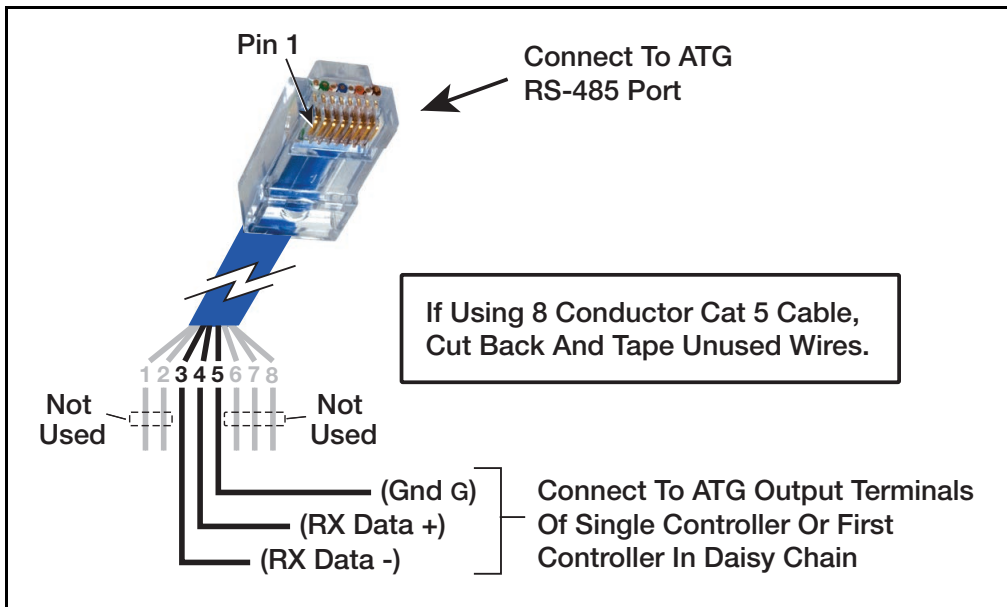 Pin 1
Connect To ATG
RS-485 Port
If Using 8 Conductor Cat 5 Cable,
Cut Back And Tape Unused Wires.
1 2 3 4 5 6 7 8
Not
Used
Not
Used
(Gnd G)
(RX Data +)
(RX Data -)
Connect To ATG Output Terminals
Of Single Controller Or First
Controller In Daisy Chain